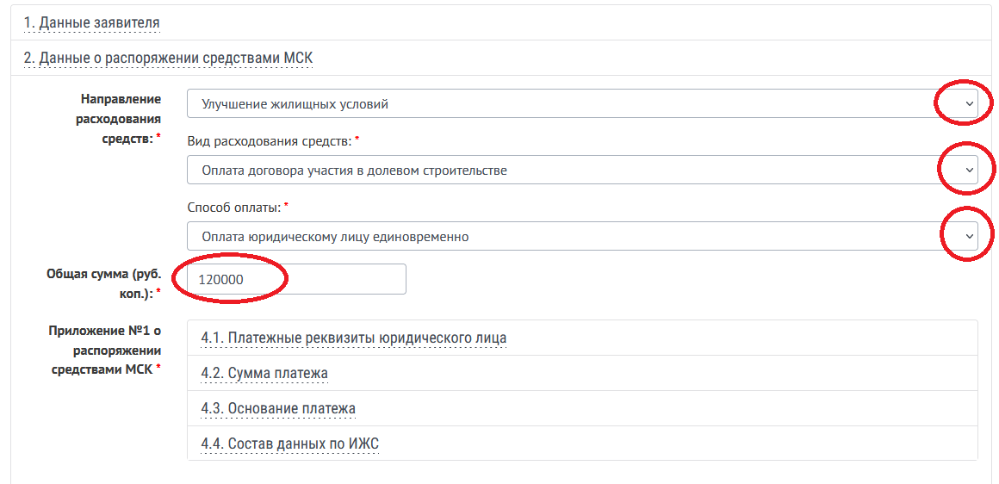 1. Данные заявителя
2. Данные о распоряжении средствами МСК
Направление
расходования
средств: *
Улучшение жилищных условий
Вид расходования средств: *
Оплата договора участия в долевом строительстве
Способ оплаты: *
Оплата юридическому лицу единовременно
Общая сумма (руб.
коп.): *
120000
Приложение №1 о
распоряжении
средствами МСК *
4.1. Платежные реквизиты юридического лица
4.2. Сумма платежа
4.3. Основание платежа
4.4. Состав данных по ИЖС